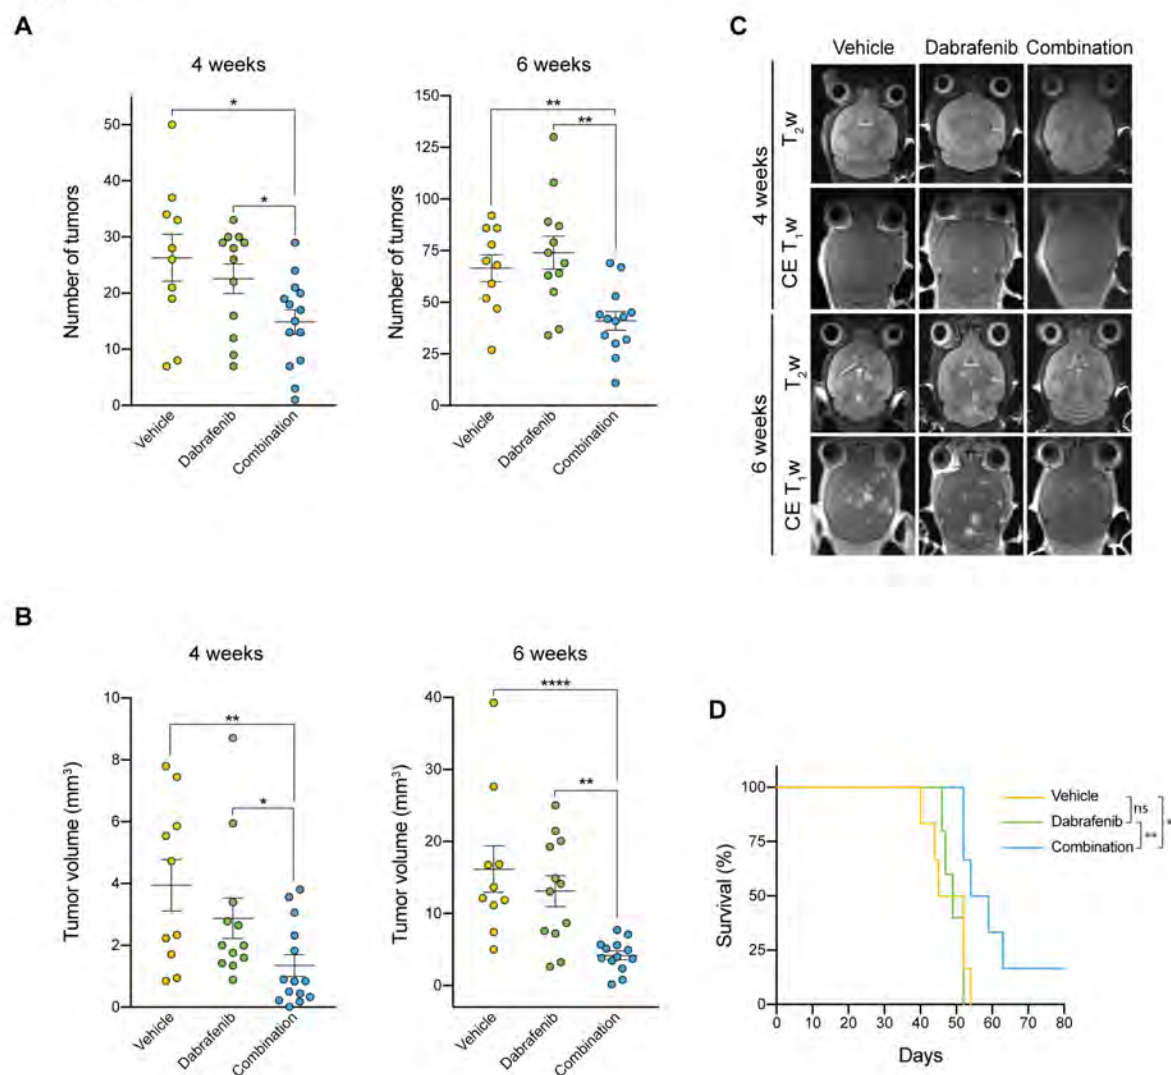 A
4 weeks
Number of tumors
50
40
30
20
10
0
*
*
Vehicle
Dabrafenib
Combination
6 weeks
Number of tumors
150
125
100
75
50
25
0
**
**
Vehicle
Dabrafenib
Combination
C
Vehicle Dabrafenib Combination
4 weeks
T2w
CE T1w
6 weeks
T2w
CE T1w
B
4 weeks
Tumor volume (mm³)
10
8
6
4
2
0
**
*
Vehicle
Dabrafenib
Combination
6 weeks
Tumor volume (mm³)
40
30
20
10
0
****
**
Vehicle
Dabrafenib
Combination
D
Survival (%)
100
75
50
25
0
0 10 20 30 40 50 60 70 80
Days
Vehicle
Dabrafenib
Combination
ns
**
*